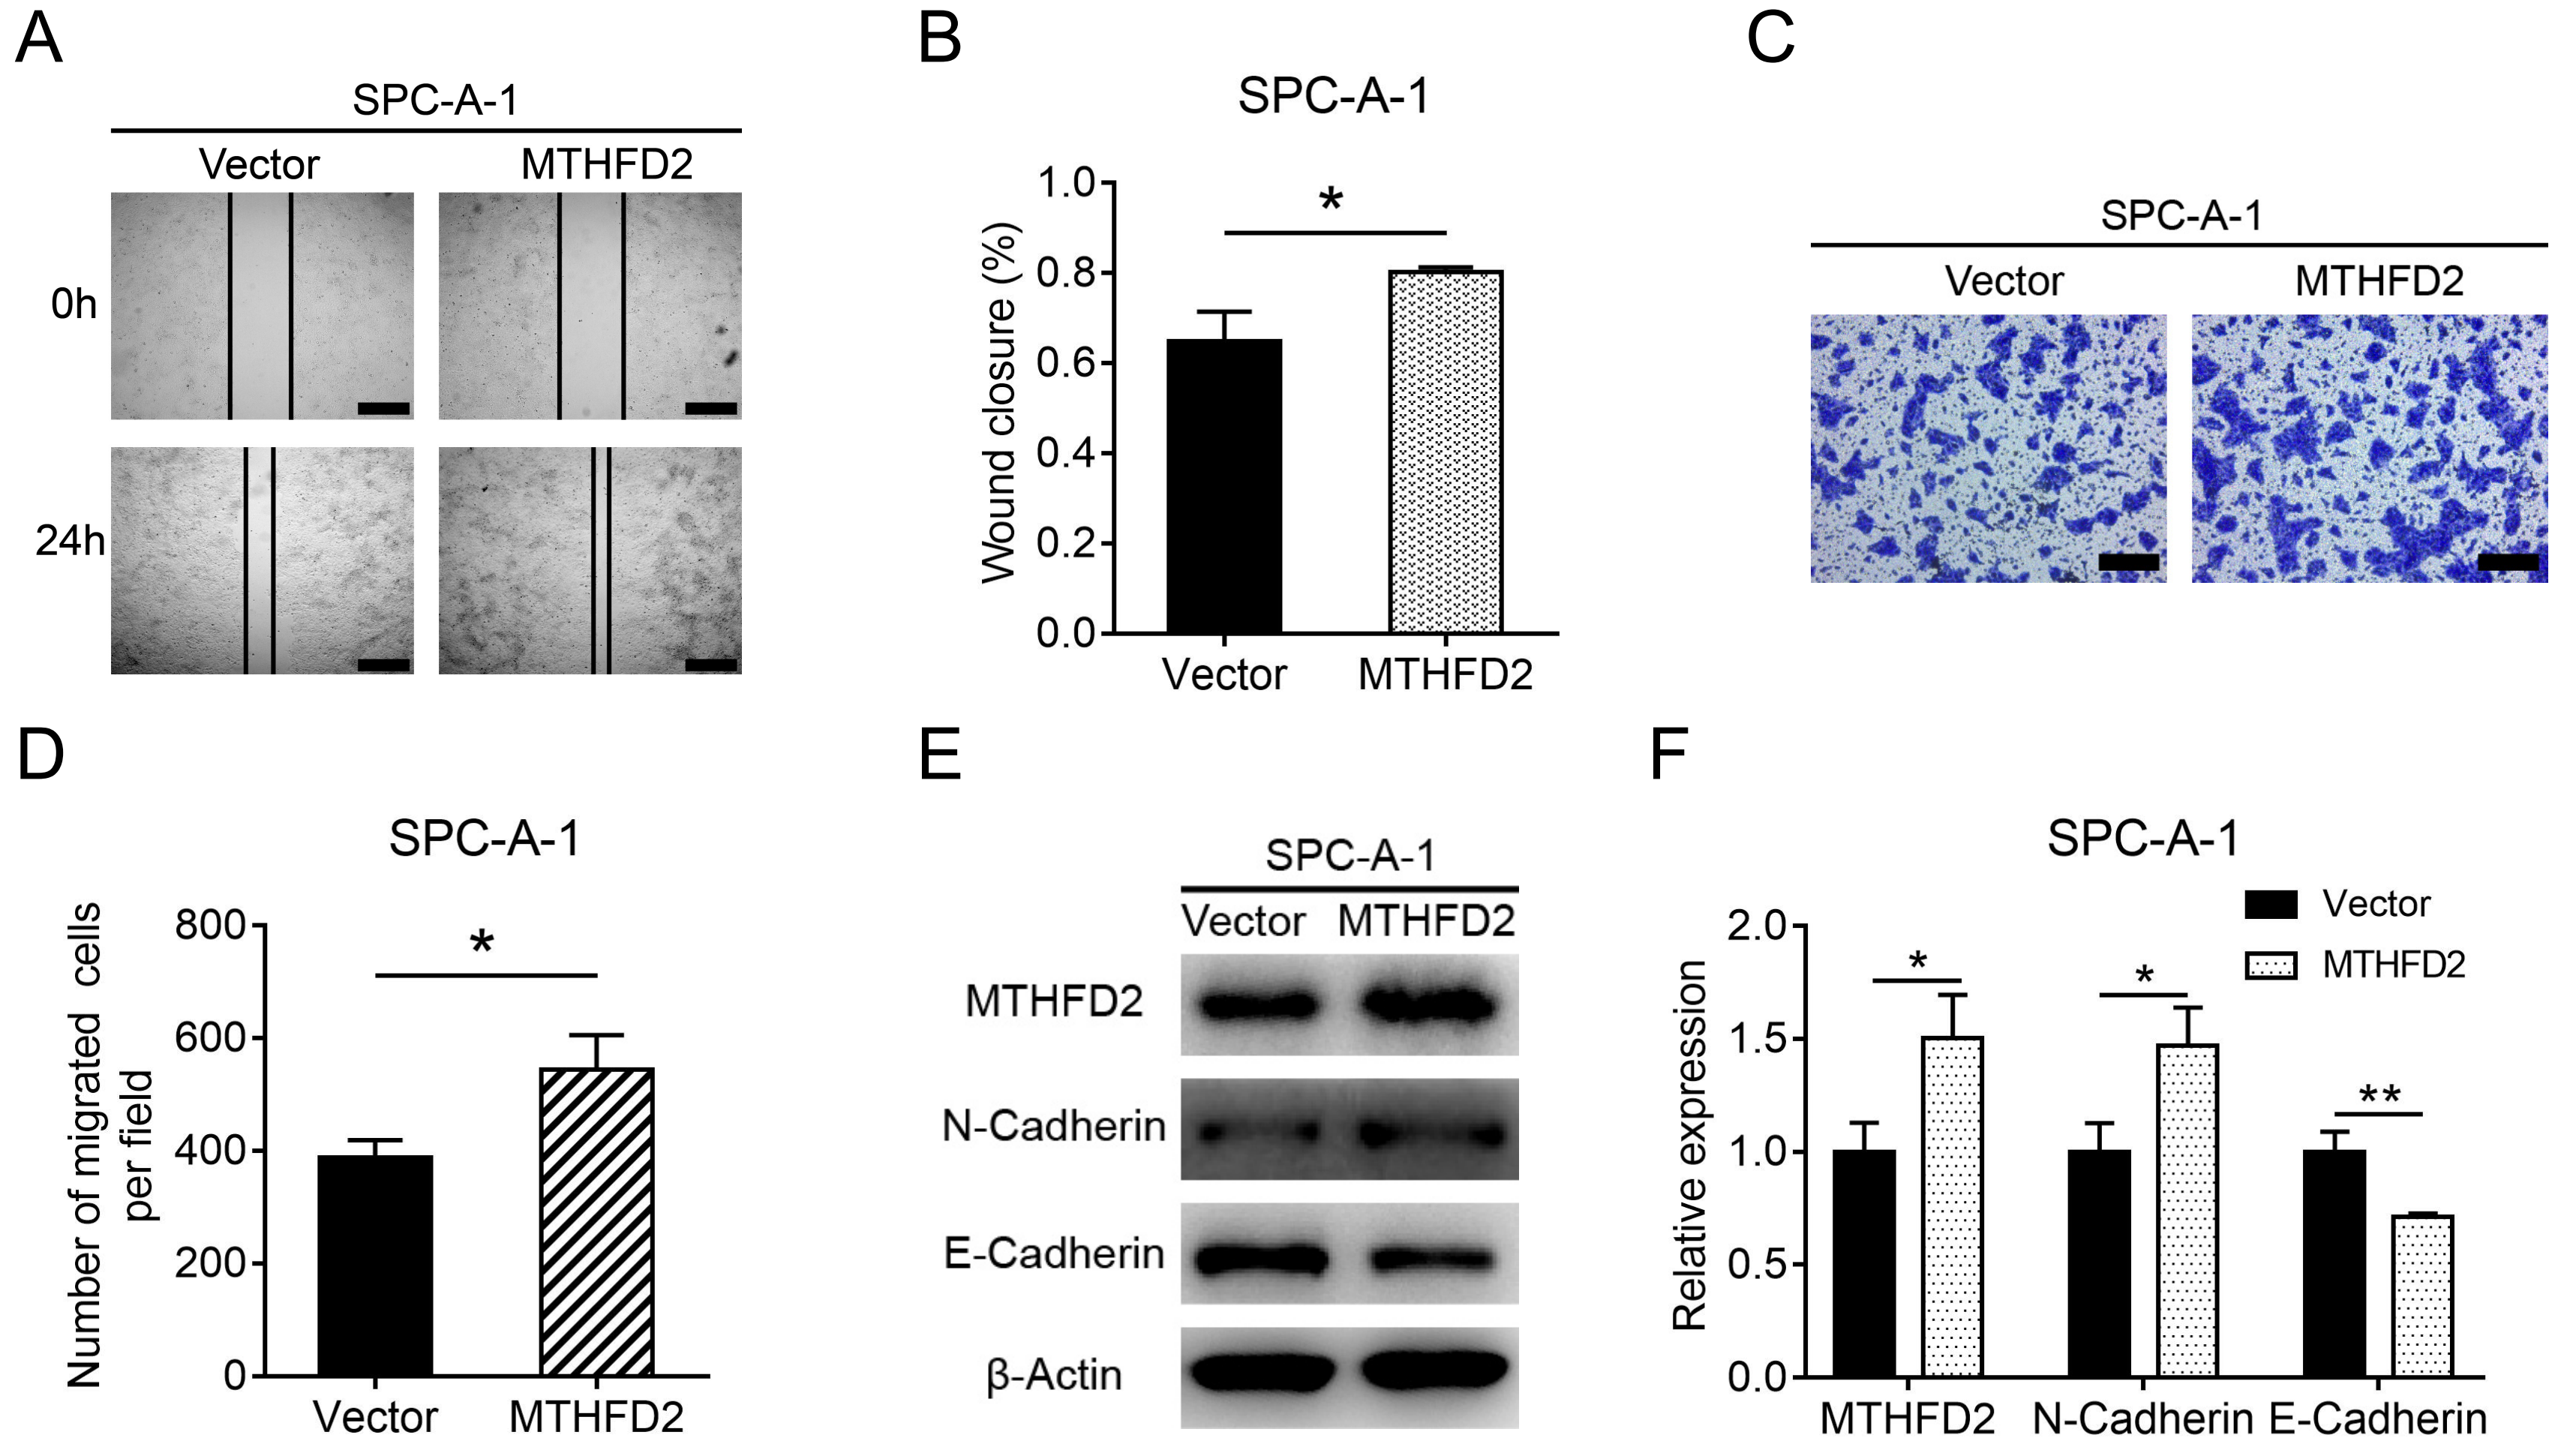 A
SPC-A-1
Vector MTHFD2
0h
24h
B
SPC-A-1
Wound closure (%)
1.0
0.8
0.6
0.4
0.2
0.0
*
Vector MTHFD2
C
SPC-A-1
Vector MTHFD2
D
SPC-A-1
Number of migrated cells
per field
800
600
400
200
0
*
Vector MTHFD2
E
SPC-A-1
Vector MTHFD2
MTHFD2
N-Cadherin
E-Cadherin
β-Actin
F
SPC-A-1
Vector
MTHFD2
Relative expression
2.0
1.5
1.0
0.5
0.0
*
*
**
MTHFD2 N-Cadherin E-Cadherin